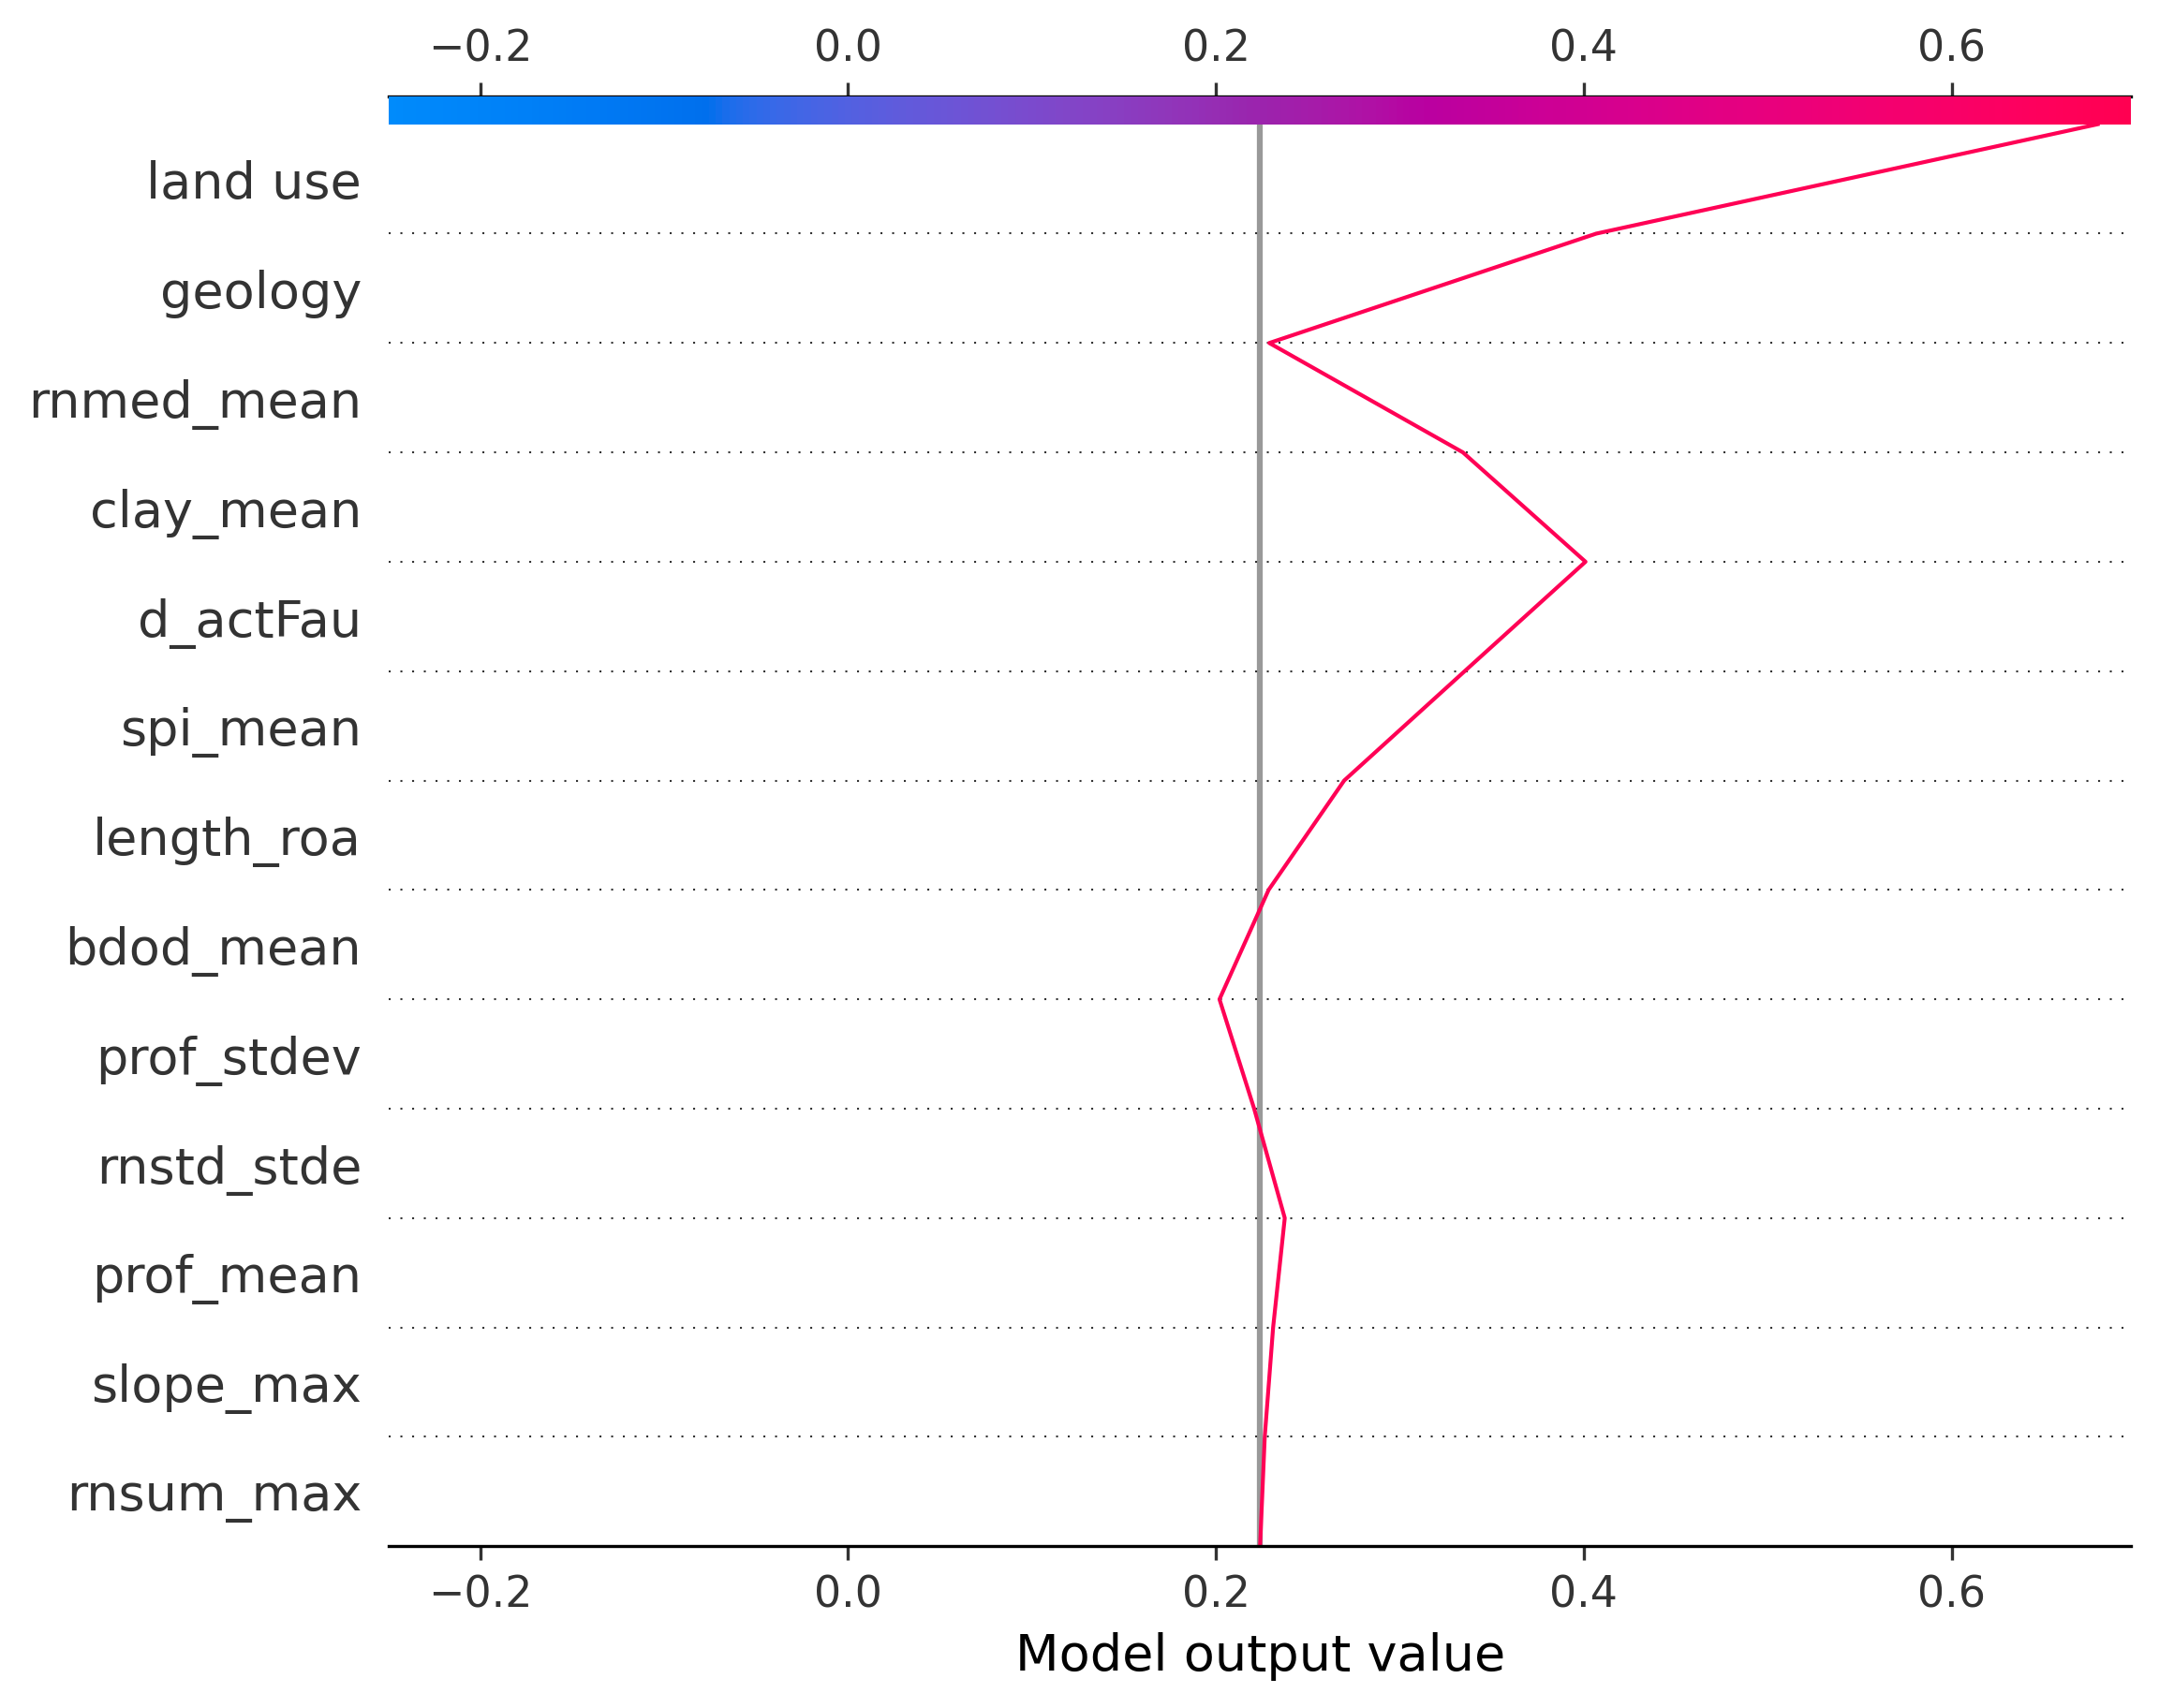 −0.2 0.0 0.2 0.4 0.6
land use
geology
rnmed_mean
clay_mean
d_actFau
spi_mean
length_roa
bdod_mean
prof_stdev
rnstd_stde
prof_mean
slope_max
rnsum_max
−0.2 0.0 0.2 0.4 0.6
Model output value